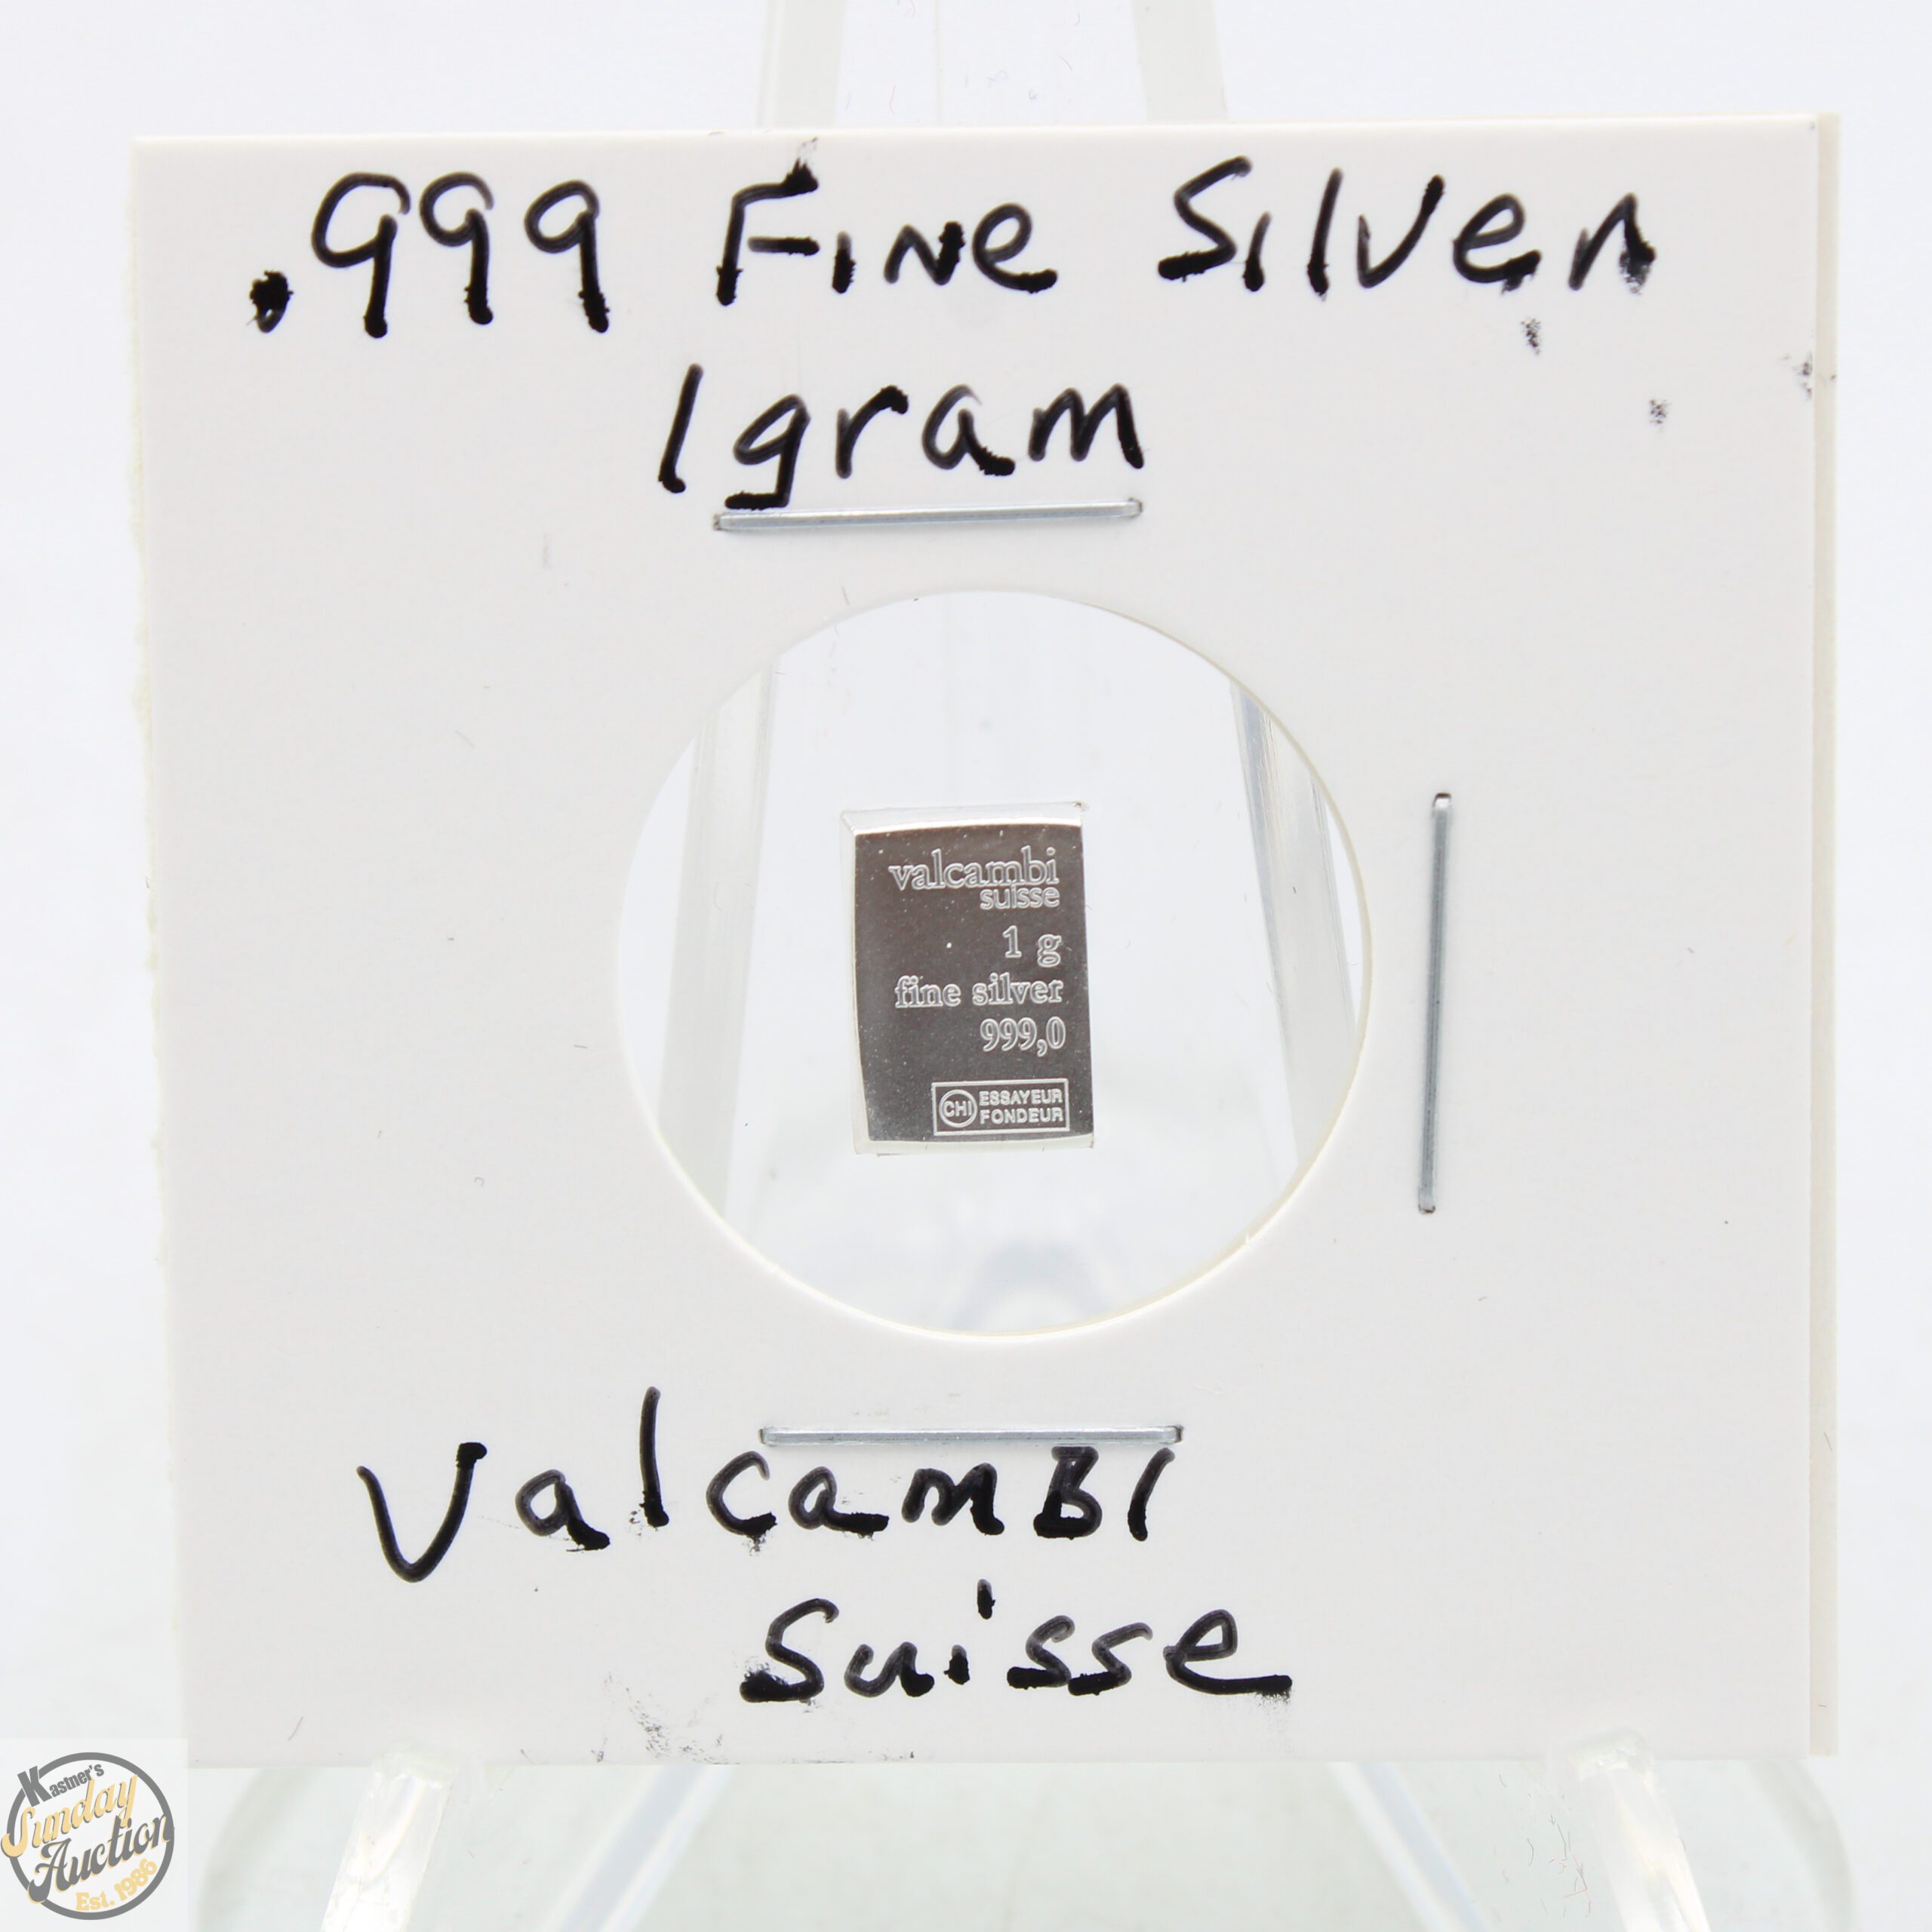 .999 Fine Silver
1gram
valcambi
suisse
1 g
fine silver
999,0
CHI ESSAYEUR
FONDEUR
ValcamBi
Suisse
Kastner's
Sunday
Auction
Est. 1986